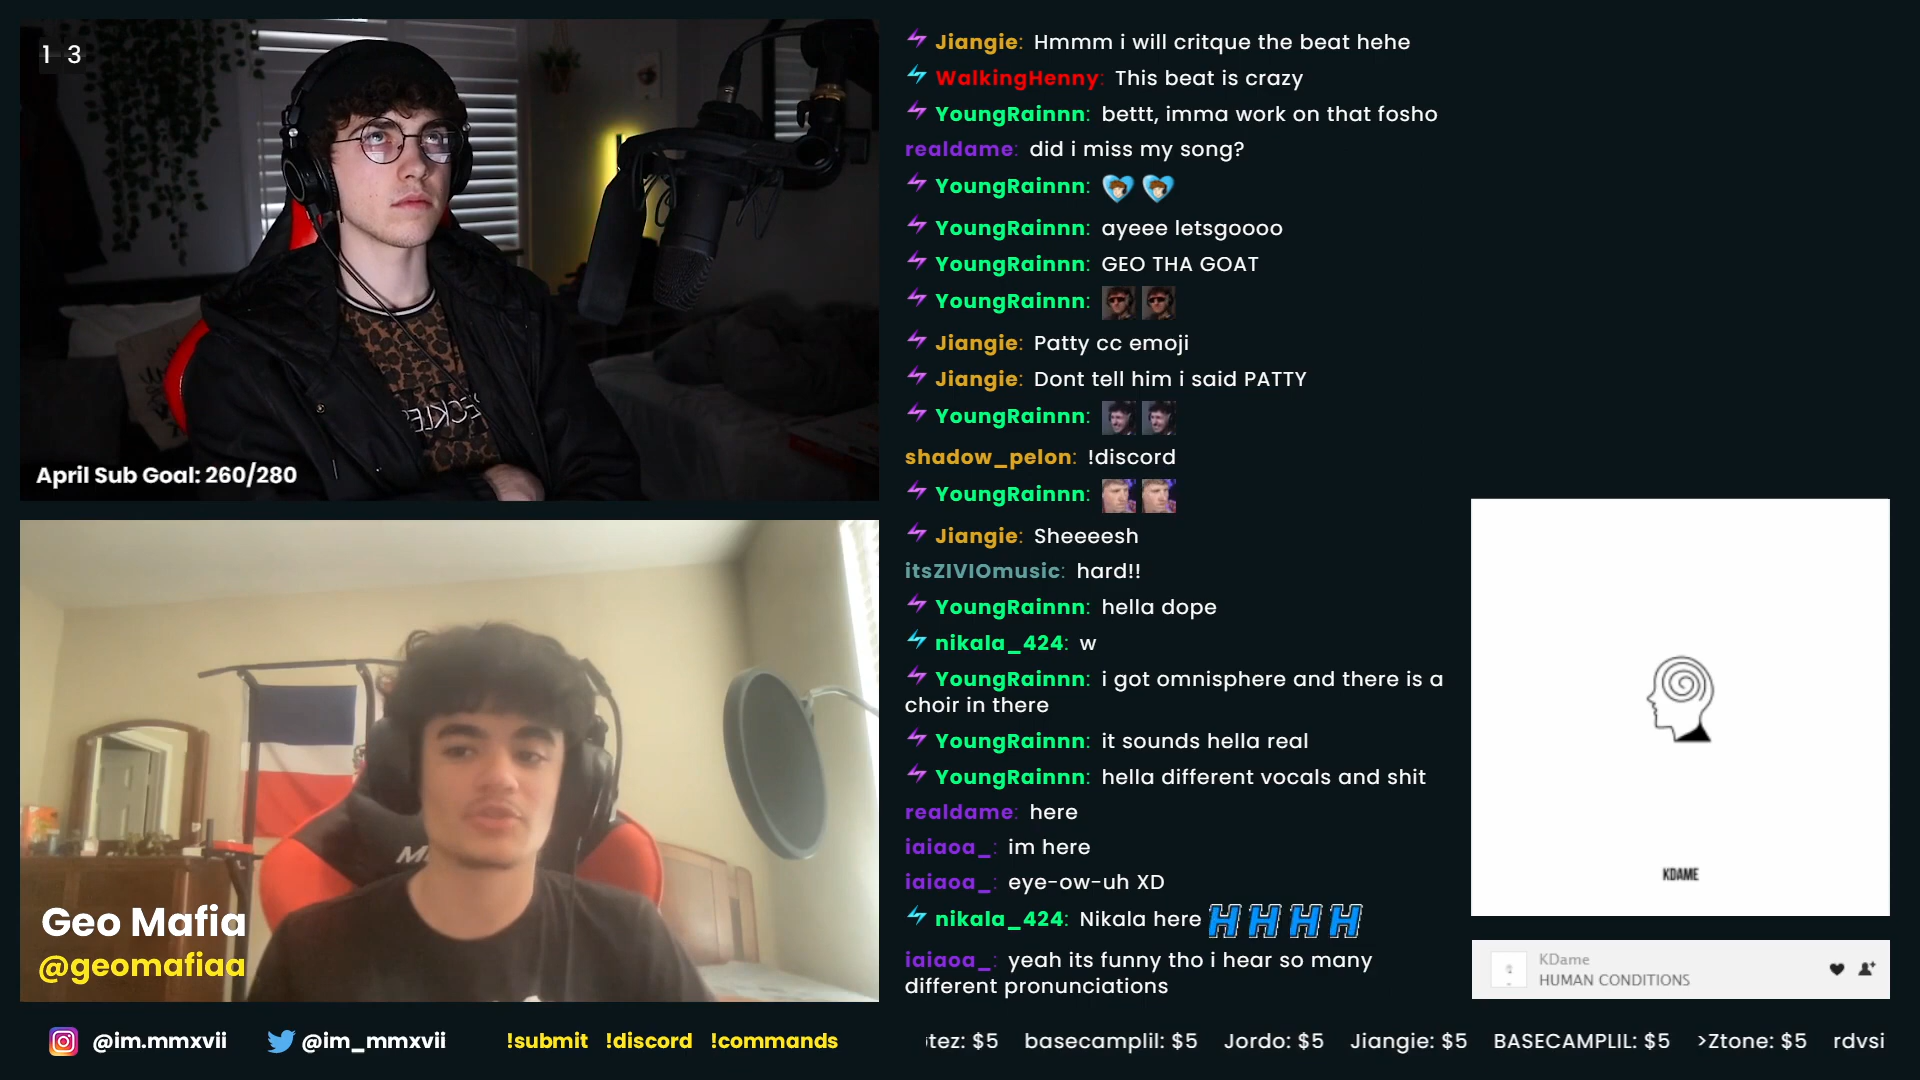 1 3
April Sub Goal: 260/280
Geo Mafia
@geomafiaa
Jiangie: Hmmm i will critque the beat hehe
WalkingHenny: This beat is crazy
YoungRainnn: bettt, imma work on that fosho
realdame: did i miss my song?
YoungRainnn:
YoungRainnn: ayeee letsgoooo
YoungRainnn: GEO THA GOAT
YoungRainnn:
Jiangie: Patty cc emoji
Jiangie: Dont tell him i said PATTY
YoungRainnn:
shadow_pelon: !discord
YoungRainnn:
Jiangie: Sheeeesh
itsZIVIOmusic: hard!!
YoungRainnn: hella dope
nikala_424: w
YoungRainnn: i got omnisphere and there is a
choir in there
YoungRainnn: it sounds hella real
YoungRainnn: hella different vocals and shit
realdame: here
iaiaoa_: im here
iaiaoa_: eye-ow-uh XD
nikala_424: Nikala here H H H H
iaiaoa_: yeah its funny tho i hear so many
different pronunciations
KDAME
KDame
HUMAN CONDITIONS
@im.mmxvii @im_mmxvii !submit !discord !commands
tez: $5 basecamplil: $5 Jordo: $5 Jiangie: $5 BASECAMPLIL: $5 >Ztone: $5 rdvsi